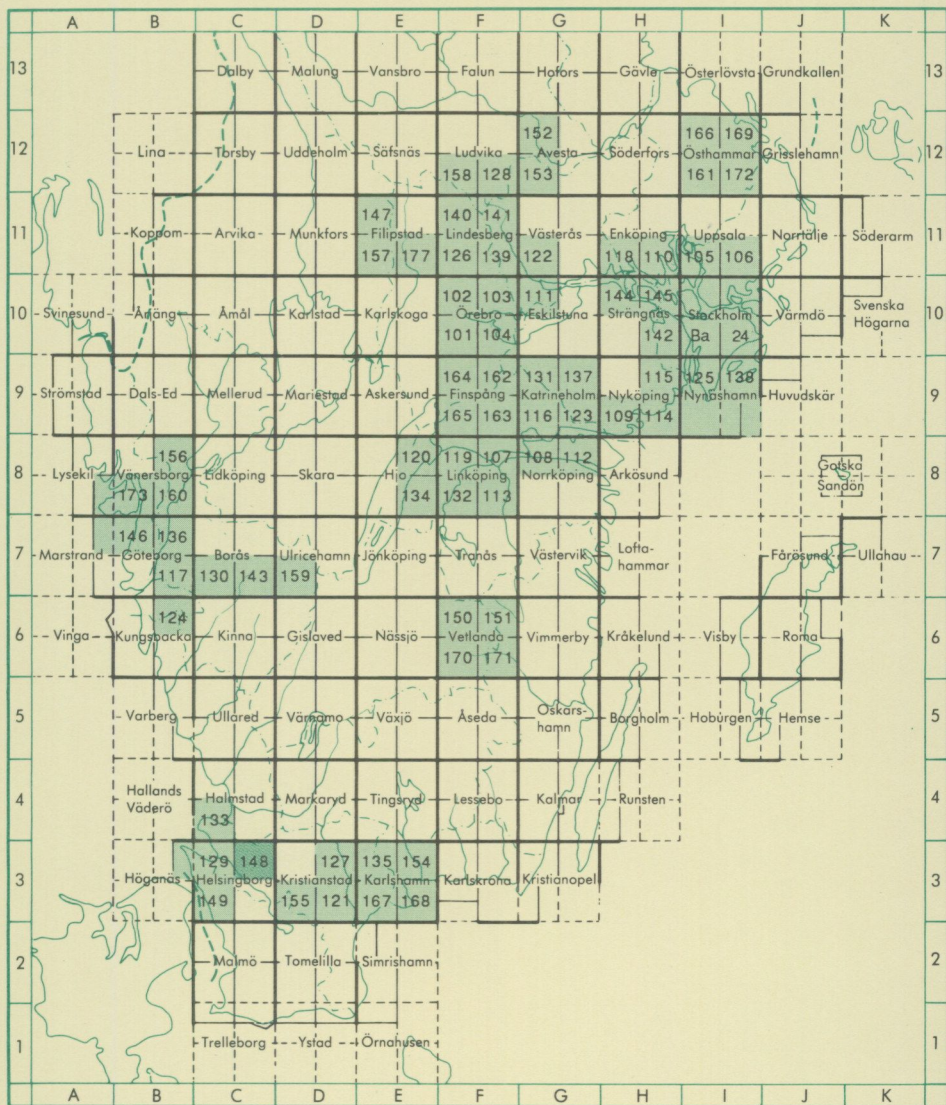 A B C D E F G H I J K
13 Dalby Malung Vansbro Falun Hofors Gävle Österlövsta Grundkallen 13
152 166 169
12 Lina Torsby Uddeholm Säfsnäs Ludvika Avesta Söderfors Östhammar Grisslehamn 12
158 128 153 161 172
147 140 141
11 Koppom Arvika Munkfors Filipstad Lindesberg Västerås Enköping Uppsala Norrtälje Söderarm 11
157 177 126 139 122 118 110 105 106
102 103 111 144 145
10 Svinesund Årjäng Åmål Karlstad Karlskoga Örebro Eskilstuna Strängnäs Stockholm Värmdö Svenska Högarna 10
101 104 142 Ba 24
164 162 131 137 115 125 138
9 Strömstad Dals-Ed Mellerud Mariestad Askersund Finspång Katrineholm Nyköping Nynäshamn Huvudskär 9
165 163 116 123 109 114
156 120 119 107 108 112
8 Lysekil Vänersborg Lidköping Skara Hjo Linköping Norrköping Arkösund Gotska Sandön 8
173 160 134 132 113
146 136
7 Marstrand Göteborg Borås Ulricehamn Jönköping Tranås Västervik Lofta-hammar Fårösund Ullahau 7
117 130 143 159
124 150 151
6 Vinga Kungsbacka Kinna Gislaved Nässjö Vetlanda Vimmerby Kråkelund Visby Roma 6
170 171
5 Varberg Ullared Värnamo Växjö Åseda Oskars-hamn Borgholm Hoburgen Hemse 5
4 Hallands Väderö Halmstad Markaryd Tingsryd Lessebo Kalmar Runsten 4
133
129 148 127 135 154
3 Höganäs Helsingborg Kristianstad Karlshamn Karlskrona Kristianopel 3
149 155 121 167 168
2 Malmö Tomelilla Simrishamn 2
1 Trelleborg Ystad Örnahusen 1
A B C D E F G H I J K